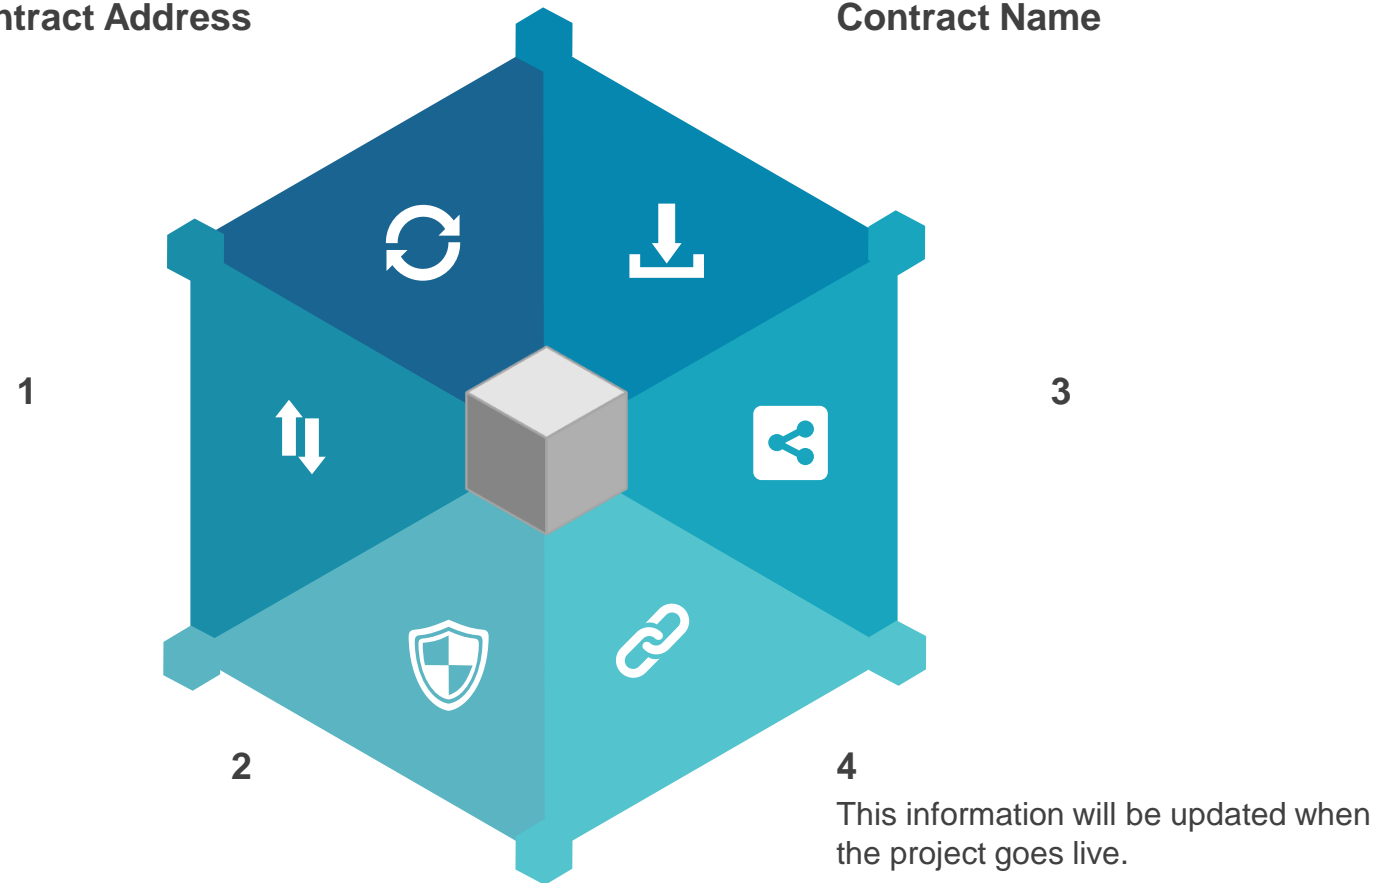 ntract Address
Contract Name
1
3
2
4
This information will be updated when
the project goes live.